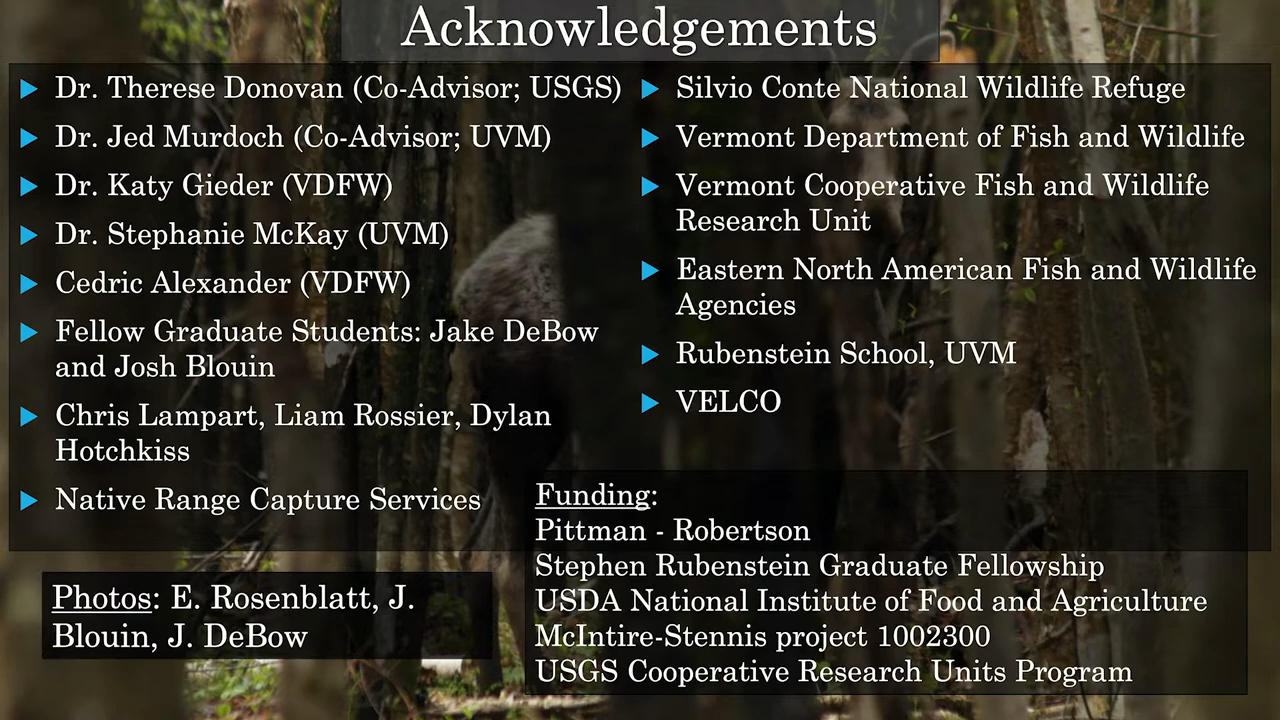 Acknowledgements
Dr. Therese Donovan (Co-Advisor; USGS)
Dr. Jed Murdoch (Co-Advisor; UVM)
Dr. Katy Gieder (VDFW)
Dr. Stephanie McKay (UVM)
Cedric Alexander (VDFW)
Fellow Graduate Students: Jake DeBow
and Josh Blouin
Chris Lampart, Liam Rossier, Dylan
Hotchkiss
Native Range Capture Services
Silvio Conte National Wildlife Refuge
Vermont Department of Fish and Wildlife
Vermont Cooperative Fish and Wildlife
Research Unit
Eastern North American Fish and Wildlife
Agencies
Rubenstein School, UVM
VELCO
Photos: E. Rosenblatt, J.
Blouin, J. DeBow
Funding:
Pittman - Robertson
Stephen Rubenstein Graduate Fellowship
USDA National Institute of Food and Agriculture
McIntire-Stennis project 1002300
USGS Cooperative Research Units Program